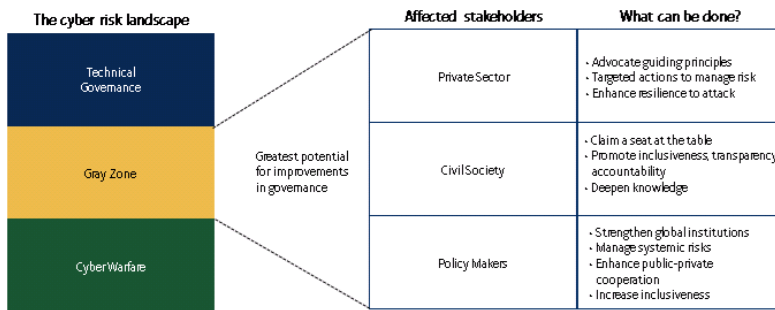 The cyber risk landscape
Technical
Governance
Gray Zone
Cyber Warfare
Greatest potential
for improvements
in governance
Affected stakeholders
What can be done?
Private Sector
• Advocate guiding principles
• Targeted actions to manage risk
• Enhance resilience to attack
Civil Society
• Claim a seat at the table
• Promote inclusiveness, transparency,
accountability
• Deepen knowledge
Policy Makers
• Strengthen global institutions
• Manage systemic risks
• Enhance public-private
cooperation
• Increase inclusiveness